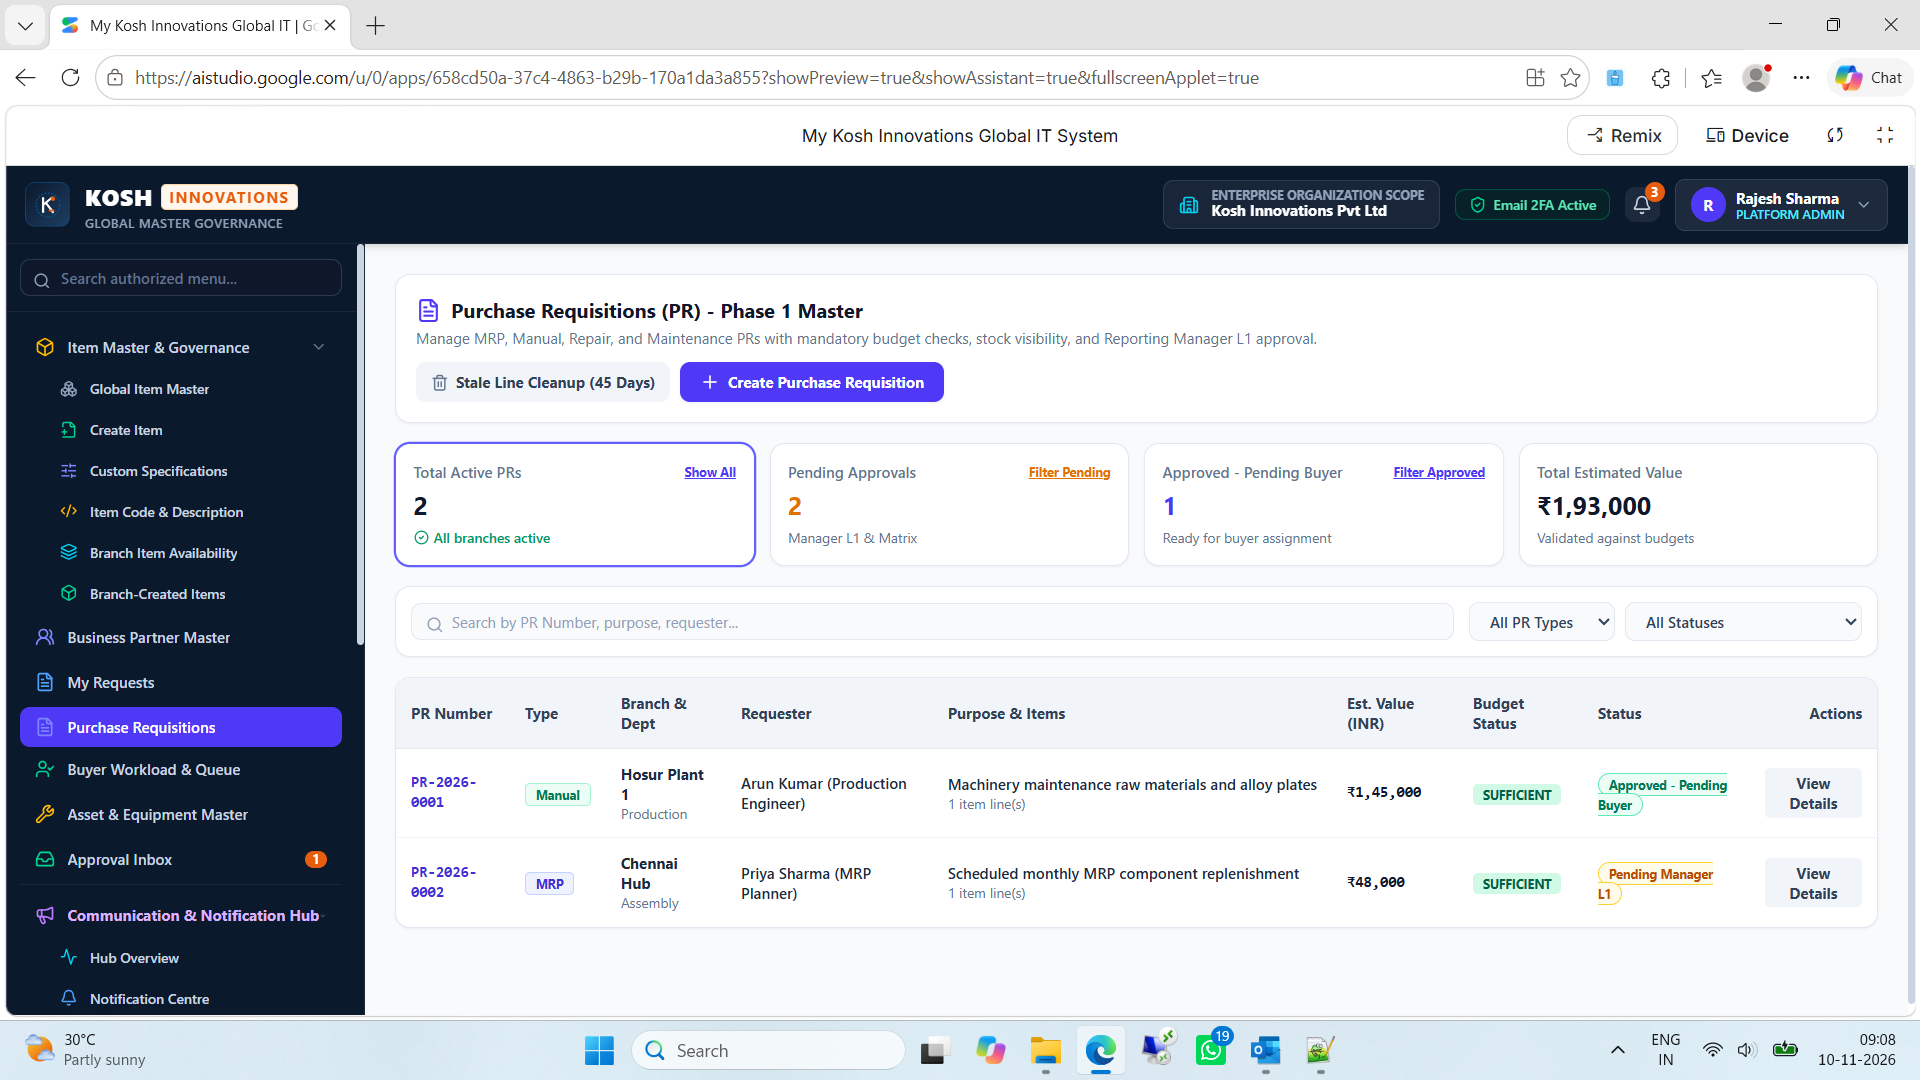 My Kosh Innovations Global IT | Go
https://aistudio.google.com/u/0/apps/658cd50a-37c4-4863-b29b-170a1da3a855?showPreview=true&showAssistant=true&fullscreenApplet=true
Chat
My Kosh Innovations Global IT System
Remix
Device
K
KOSH INNOVATIONS
GLOBAL MASTER GOVERNANCE
ENTERPRISE ORGANIZATION SCOPE
Kosh Innovations Pvt Ltd
Email 2FA Active
3
R
Rajesh Sharma
PLATFORM ADMIN
Search authorized menu...
Item Master & Governance
Global Item Master
Create Item
Custom Specifications
Item Code & Description
Branch Item Availability
Branch-Created Items
Business Partner Master
My Requests
Purchase Requisitions
Buyer Workload & Queue
Asset & Equipment Master
Approval Inbox
1
Communication & Notification Hub
Hub Overview
Notification Centre
Purchase Requisitions (PR) - Phase 1 Master
Manage MRP, Manual, Repair, and Maintenance PRs with mandatory budget checks, stock visibility, and Reporting Manager L1 approval.
Stale Line Cleanup (45 Days)
Create Purchase Requisition
Total Active PRs
Show All
2
All branches active
Pending Approvals
Filter Pending
2
Manager L1 & Matrix
Approved - Pending Buyer
Filter Approved
1
Ready for buyer assignment
Total Estimated Value
₹1,93,000
Validated against budgets
Search by PR Number, purpose, requester...
All PR Types
All Statuses
PR Number
Type
Branch & Dept
Requester
Purpose & Items
Est. Value (INR)
Budget Status
Status
Actions
PR-2026-0001
Manual
Hosur Plant 1
Production
Arun Kumar (Production Engineer)
Machinery maintenance raw materials and alloy plates
1 item line(s)
₹1,45,000
SUFFICIENT
Approved - Pending Buyer
View Details
PR-2026-0002
MRP
Chennai Hub
Assembly
Priya Sharma (MRP Planner)
Scheduled monthly MRP component replenishment
1 item line(s)
₹48,000
SUFFICIENT
Pending Manager L1
View Details
30°C
Partly sunny
Search
19
ENG
IN
09:08
10-11-2026